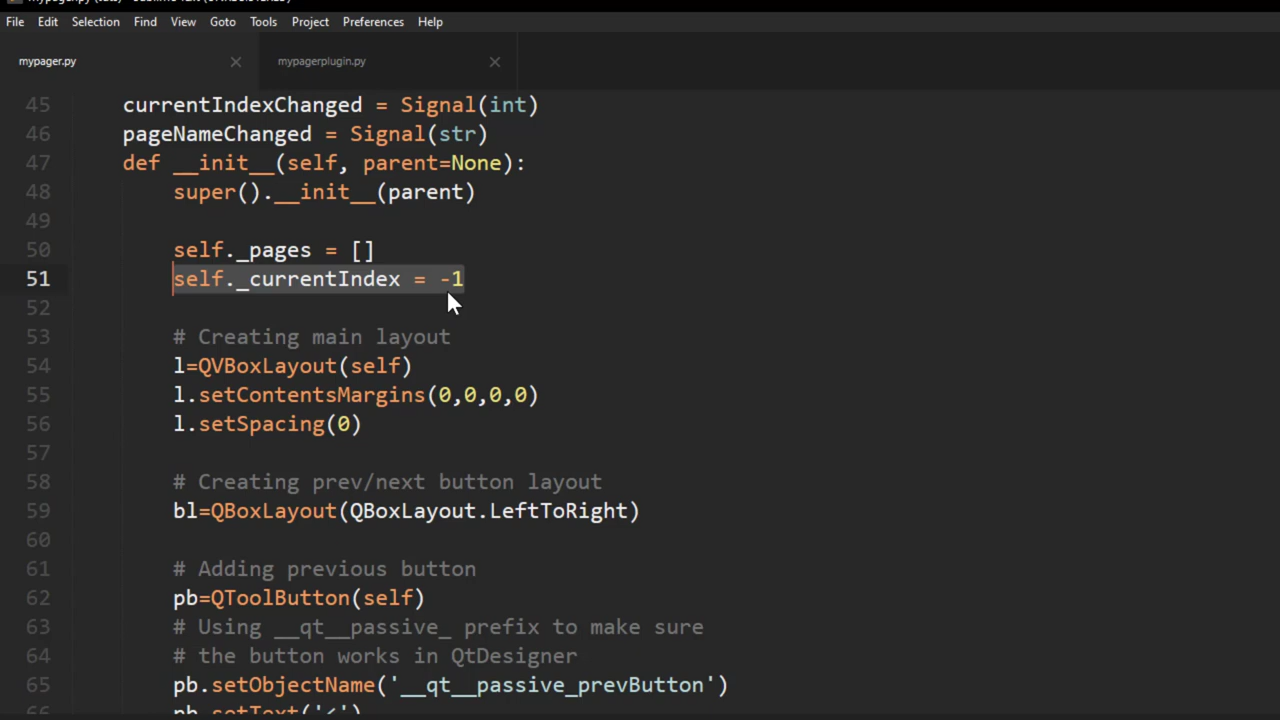 File Edit Selection Find View Goto Tools Project Preferences Help
mypager.py mypagerplugin.py
45 currentIndexChanged = Signal(int)
46 pageNameChanged = Signal(str)
47 def __init__(self, parent=None):
48 super().__init__(parent)
49
50 self._pages = []
51 self._currentIndex = -1
52
53 # Creating main layout
54 l=QVBoxLayout(self)
55 l.setContentsMargins(0,0,0,0)
56 l.setSpacing(0)
57
58 # Creating prev/next button layout
59 bl=QBoxLayout(QBoxLayout.LeftToRight)
60
61 # Adding previous button
62 pb=QToolButton(self)
63 # Using __qt__passive_ prefix to make sure
64 # the button works in QtDesigner
65 pb.setObjectName('__qt__passive_prevButton')
66 pb.setText('<')